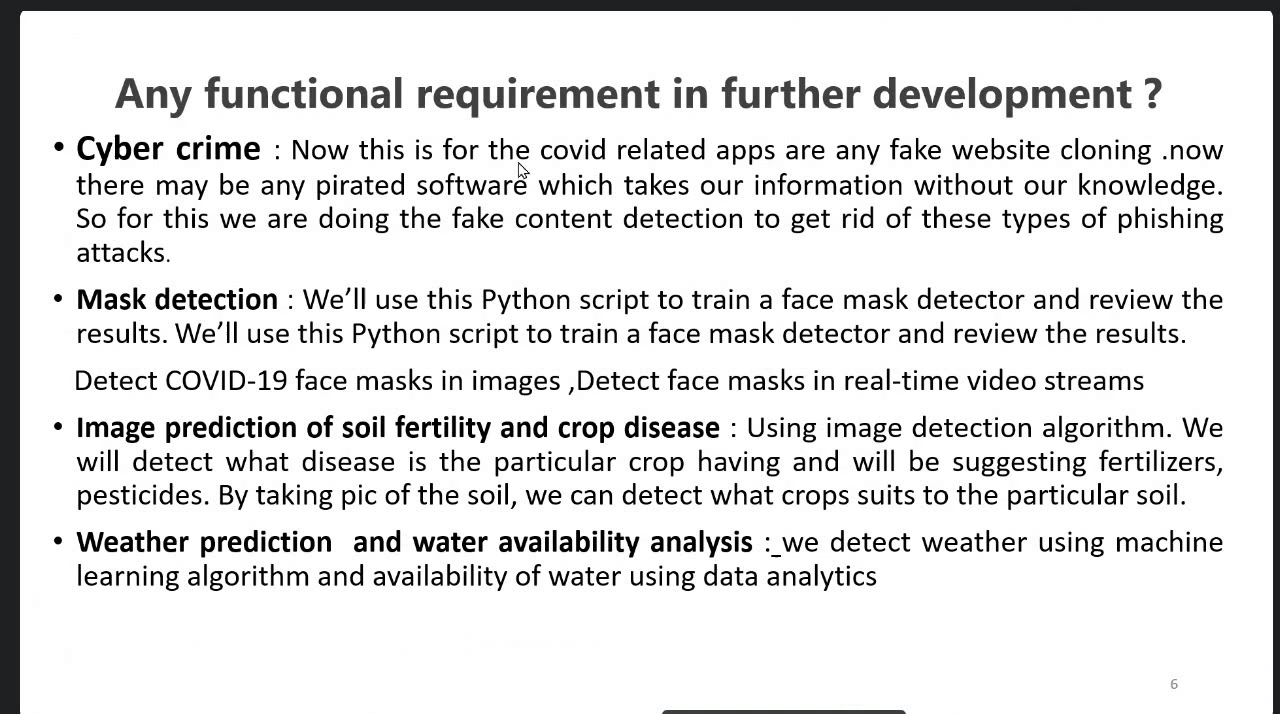 Any functional requirement in further development ?
• Cyber crime : Now this is for the covid related apps are any fake website cloning .now
there may be any pirated software which takes our information without our knowledge.
So for this we are doing the fake content detection to get rid of these types of phishing
attacks.
• Mask detection : We’ll use this Python script to train a face mask detector and review the
results. We’ll use this Python script to train a face mask detector and review the results.
Detect COVID-19 face masks in images ,Detect face masks in real-time video streams
• Image prediction of soil fertility and crop disease : Using image detection algorithm. We
will detect what disease is the particular crop having and will be suggesting fertilizers,
pesticides. By taking pic of the soil, we can detect what crops suits to the particular soil.
• Weather prediction  and water availability analysis :_we detect weather using machine
learning algorithm and availability of water using data analytics
6